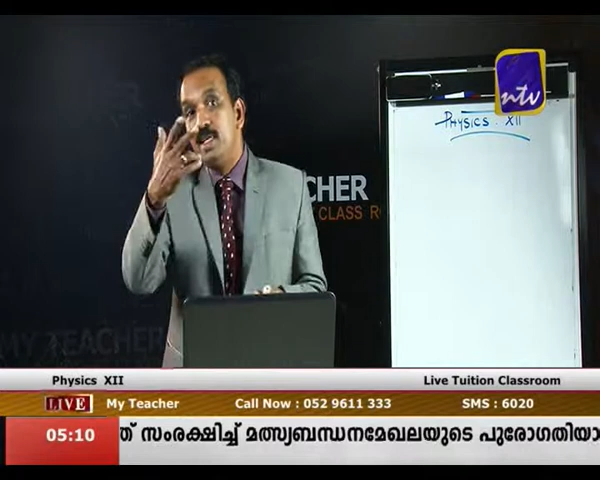 ntv
PHYSICS : XII
CHER
CLASS R
MY TEACHER
Physics XII
Live Tuition Classroom
LIVE My Teacher Call Now : 052 9611 333 SMS : 6020
05:10 ത് സംരക്ഷിച്ച് മത്സ്യബന്ധനമേഖലയുടെ പുരോഗതിയാ